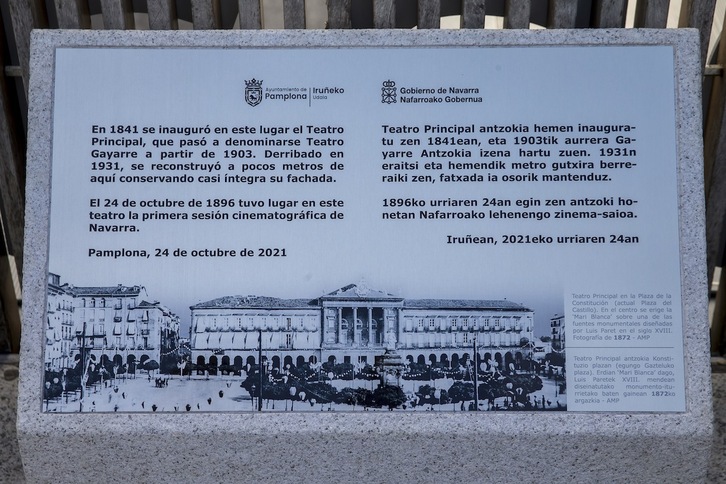 Ayuntamiento de
Pamplona
Iruñeko
Udala
Gobierno de Navarra
Nafarroako Gobernua
En 1841 se inauguró en este lugar el Teatro
Principal, que pasó a denominarse Teatro
Gayarre a partir de 1903. Derribado en
1931, se reconstruyó a pocos metros de
aquí conservando casi íntegra su fachada.
El 24 de octubre de 1896 tuvo lugar en este
teatro la primera sesión cinematográfica de
Navarra.
Pamplona, 24 de octubre de 2021
Teatro Principal antzokia hemen inaugura-
tu zen 1841ean, eta 1903tik aurrera Ga-
yarre Antzokia izena hartu zuen. 1931n
eraitsi eta hemendik metro gutxira berre-
raiki zen, fatxada ia osorik mantenduz.
1896ko urriaren 24an egin zen antzoki ho-
netan Nafarroako lehenengo zinema-saioa.
Iruñean, 2021eko urriaren 24an
Teatro Principal en la Plaza de la
Constitución (actual Plaza del
Castillo). En el centro se erige la
'Mari Blanca' sobre una de las
fuentes monumentales diseñadas
por Luis Paret en el siglo XVIII.
Fotografía de 1872 - AMP
Teatro Principal antzokia Konsti-
tuzio plazan (egungo Gazteluko
plaza). Erdian 'Mari Blanca' dago,
Luis Paretek XVIII. mendean
diseinatutako monumentu-itu-
rrietako baten gainean 1872ko
argazkia - AMP